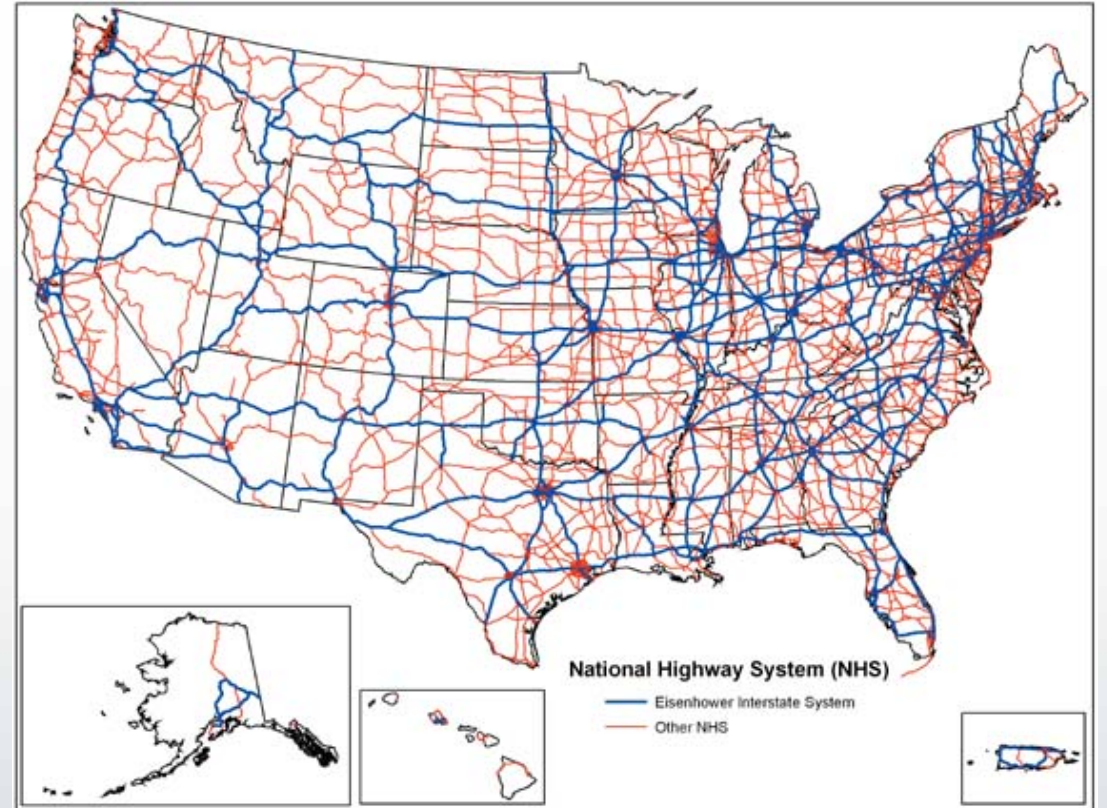 National Highway System (NHS)
Eisenhower Interstate System
Other NHS